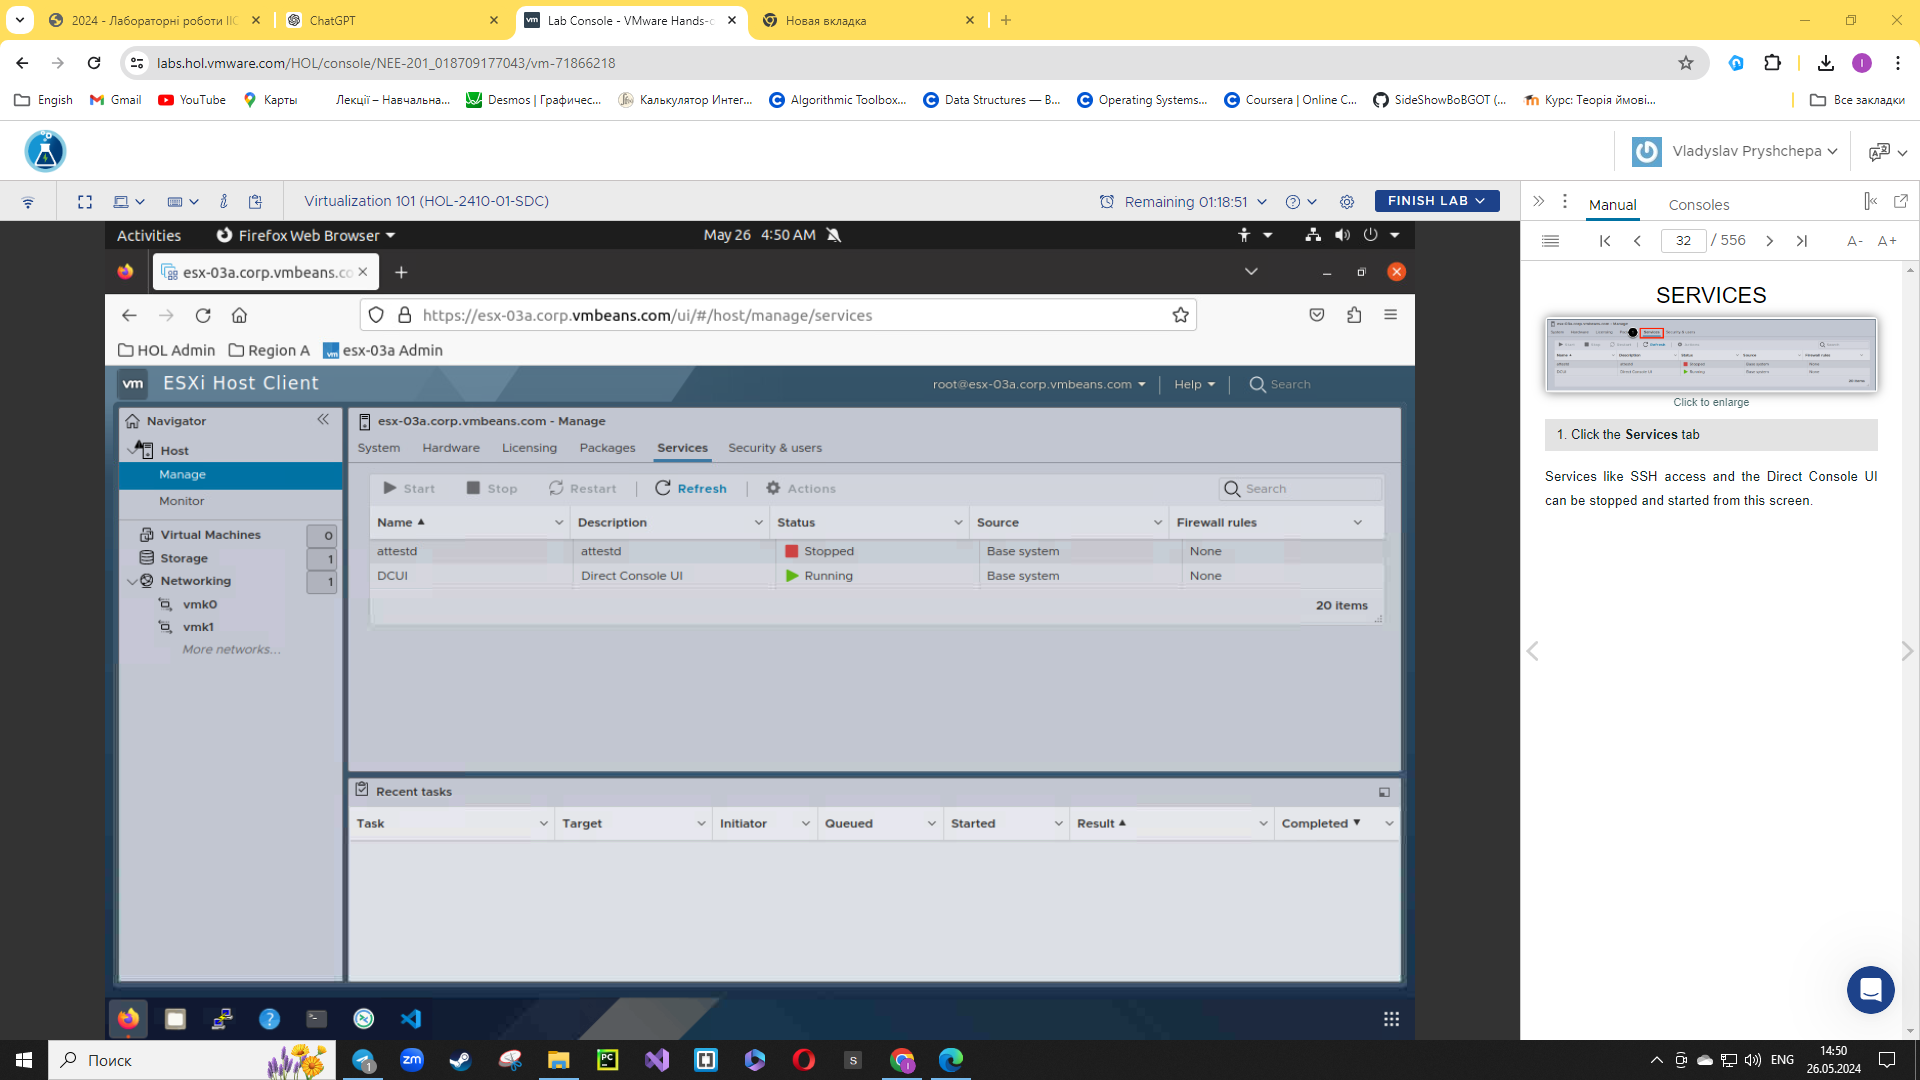 2024 - Лабораторні роботи ІІС
ChatGPT
Lab Console - VMware Hands-o
Новая вкладка
labs.hol.vmware.com/HOL/console/NEE-201_018709177043/vm-71866218
Engish
Gmail
YouTube
Карты
Лекції – Навчальна...
Desmos | Графичес...
Калькулятор Интег...
Algorithmic Toolbox...
Data Structures — В...
Operating Systems...
Coursera | Online C...
SideShowBoBGOT (...
Курс: Теорія ймові...
Все закладки
Vladyslav Pryshchepa
Virtualization 101 (HOL-2410-01-SDC)
Remaining 01:18:51
FINISH LAB
Manual
Consoles
32 / 556
A-
A+
Activities
Firefox Web Browser
May 26 4:50 AM
esx-03a.corp.vmbeans.co
https://esx-03a.corp.vmbeans.com/ui/#/host/manage/services
HOL Admin
Region A
esx-03a Admin
vm
ESXi Host Client
root@esx-03a.corp.vmbeans.com
Help
Search
Navigator
Host
Manage
Monitor
Virtual Machines 0
Storage 1
Networking 1
vmk0
vmk1
More networks...
esx-03a.corp.vmbeans.com - Manage
System
Hardware
Licensing
Packages
Services
Security & users
Start
Stop
Restart
Refresh
Actions
Search
Name
Description
Status
Source
Firewall rules
attestd attestd Stopped Base system None
DCUI Direct Console UI Running Base system None
20 items
Recent tasks
Task
Target
Initiator
Queued
Started
Result
Completed
SERVICES
Click to enlarge
1. Click the Services tab
Services like SSH access and the Direct Console UI
can be stopped and started from this screen.
Поиск
ENG
14:50
26.05.2024